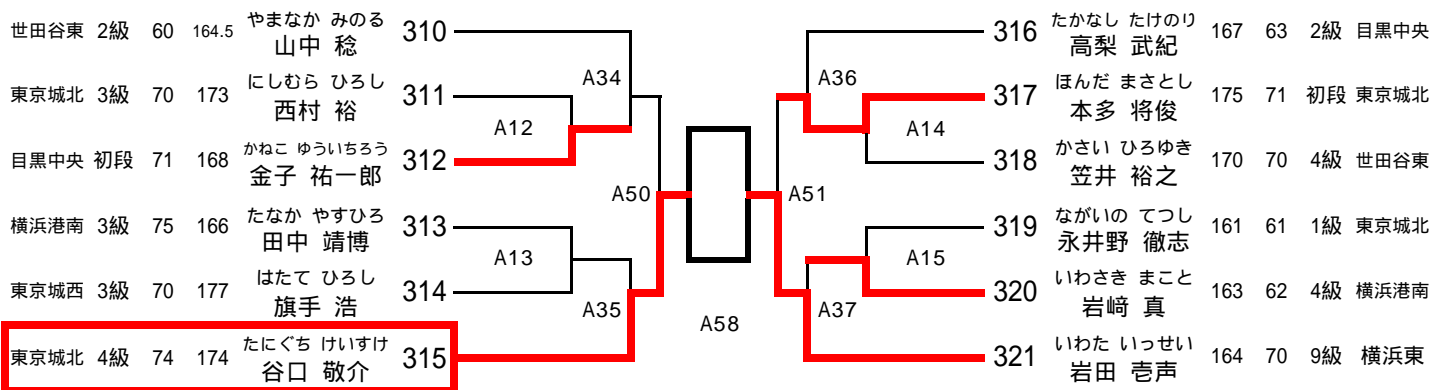 世田谷東 2級 60 164.5 やまなか みのる 310
山中 稔
東京城北 3級 70 173 にしむら ひろし 311
西村 裕
目黒中央 初段 71 168 かねこ ゆういちろう 312
金子 祐一郎
横浜港南 3級 75 166 たなか やすひろ 313
田中 靖博
東京城西 3級 70 177 はたて ひろし 314
旗手 浩
東京城北 4級 74 174 たにぐち けいすけ 315
谷口 敬介
A34
A12
A50
A13
A35
A58
A36
A14
A51
A15
A37
316 たかなし たけのり 167 63 2級 目黒中央
高梨 武紀
317 ほんだ まさとし 175 71 初段 東京城北
本多 将俊
318 かさい ひろゆき 170 70 4級 世田谷東
笠井 裕之
319 ながいの てつし 161 61 1級 東京城北
永井野 徹志
320 いわさき まこと 163 62 4級 横浜港南
岩﨑 真
321 いわた いっせい 164 70 9級 横浜東
岩田 壱声